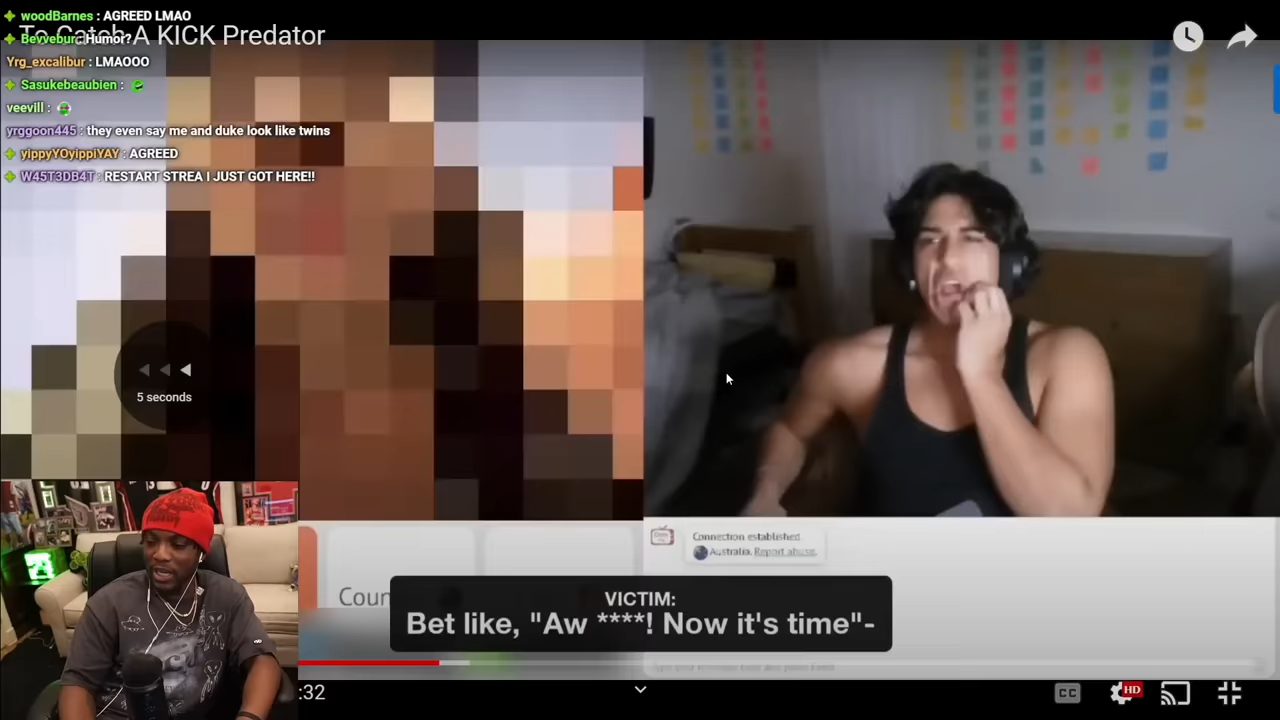 woodBarnes : AGREED LMAO
To Catch A KICK Predator
Bevvebur: Humor?
Yrg_excalibur : LMAOOO
Sasukebeaubien :
veevill :
yrggoon445 : they even say me and duke look like twins
yippyYOyippiYAY : AGREED
W45T3DB4T : RESTART STREA I JUST GOT HERE!!
5 seconds
Connection established.
Australia. Report abuse.
Coun
VICTIM:
Bet like, "Aw ****! Now it's time"-
:32
CC
HD